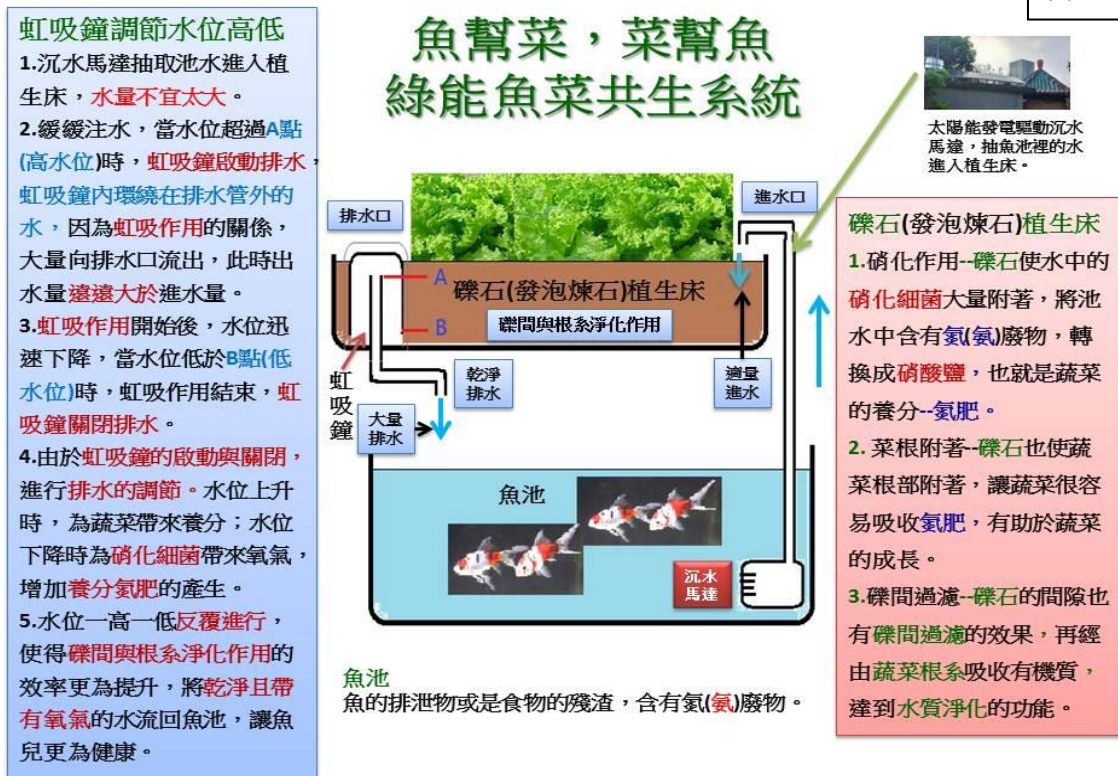 魚幫菜，菜幫魚
綠能魚菜共生系統
虹吸鐘調節水位高低
1.沉水馬達抽取池水進入植
生床，水量不宜太大。
2.緩緩注水，當水位超過A點
(高水位)時，虹吸鐘啟動排水，
虹吸鐘內環繞在排水管外的
水，因為虹吸作用的關係，
大量向排水口流出，此時出
水量遠遠大於進水量。
3.虹吸作用開始後，水位迅
速下降，當水位低於B點(低
水位)時，虹吸作用結束，虹
吸鐘關閉排水。
4.由於虹吸鐘的啟動與關閉，
進行排水的調節。水位上升
時，為蔬菜帶來養分；水位
下降時為硝化細菌帶來氧氣，
增加養分氮肥的產生。
5.水位一高一低反覆進行，
使得礫間與根系淨化作用的
效率更為提升，將乾淨且帶
有氧氣的水流回魚池，讓魚
兒更為健康。
太陽能發電驅動沉水
馬達，抽魚池裡的水
進入植生床。
排水口
進水口
A
礫石(發泡煉石)植生床
B
礫間與根系淨化作用
虹
吸
鐘
乾淨
排水
大量
排水
適量
進水
魚池
沉水
馬達
魚池
魚的排泄物或是食物的殘渣，含有氮(氨)廢物。
礫石(發泡煉石)植生床
1.硝化作用--礫石使水中的
硝化細菌大量附著，將池
水中含有氮(氨)廢物，轉
換成硝酸鹽，也就是蔬菜
的養分--氮肥。
2. 菜根附著--礫石也使蔬
菜根部附著，讓蔬菜很容
易吸收氮肥，有助於蔬菜
的成長。
3.礫間過濾--礫石的間隙也
有礫間過濾的效果，再經
由蔬菜根系吸收有機質，
達到水質淨化的功能。